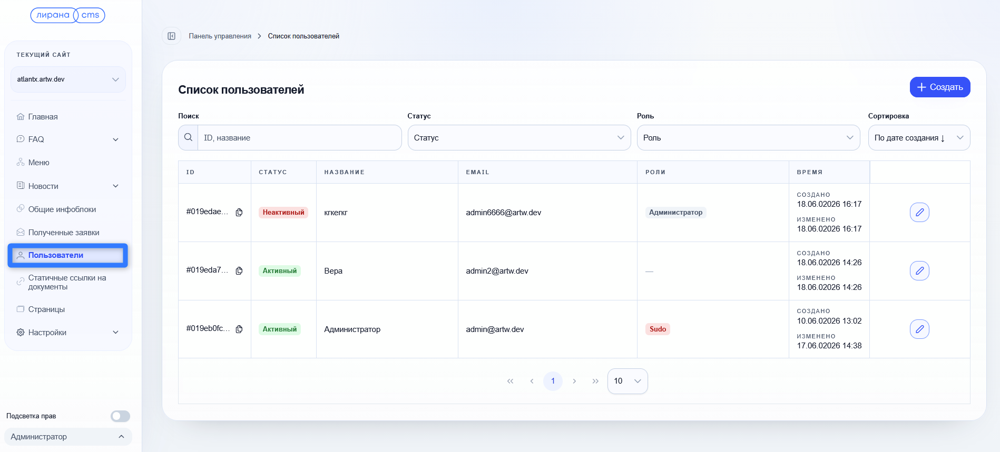 лирана cms
ТЕКУЩИЙ САЙТ
atlantx.artw.dev
Главная
FAQ
Меню
Новости
Общие инфоблоки
Полученные заявки
Пользователи
Статичные ссылки на
документы
Страницы
Настройки
Подсветка прав
Администратор
Панель управления > Список пользователей
Список пользователей
+ Создать
Поиск Статус Роль Сортировка
ID, название Статус Роль По дате создания ↓
ID СТАТУС НАЗВАНИЕ EMAIL РОЛИ ВРЕМЯ
#019edae... Неактивный кгкегкг admin6666@artw.dev Администратор
СОЗДАНО
18.06.02026 16:17
ИЗМЕНЕНО
18.06.02026 16:17
#019eda7... Активный Вера admin2@artw.dev —
СОЗДАНО
18.06.02026 14:26
ИЗМЕНЕНО
18.06.02026 14:26
#019eb0fc... Активный Администратор admin@artw.dev Sudo
СОЗДАНО
10.06.02026 13:02
ИЗМЕНЕНО
17.06.02026 14:38
« ‹ 1 › » 10